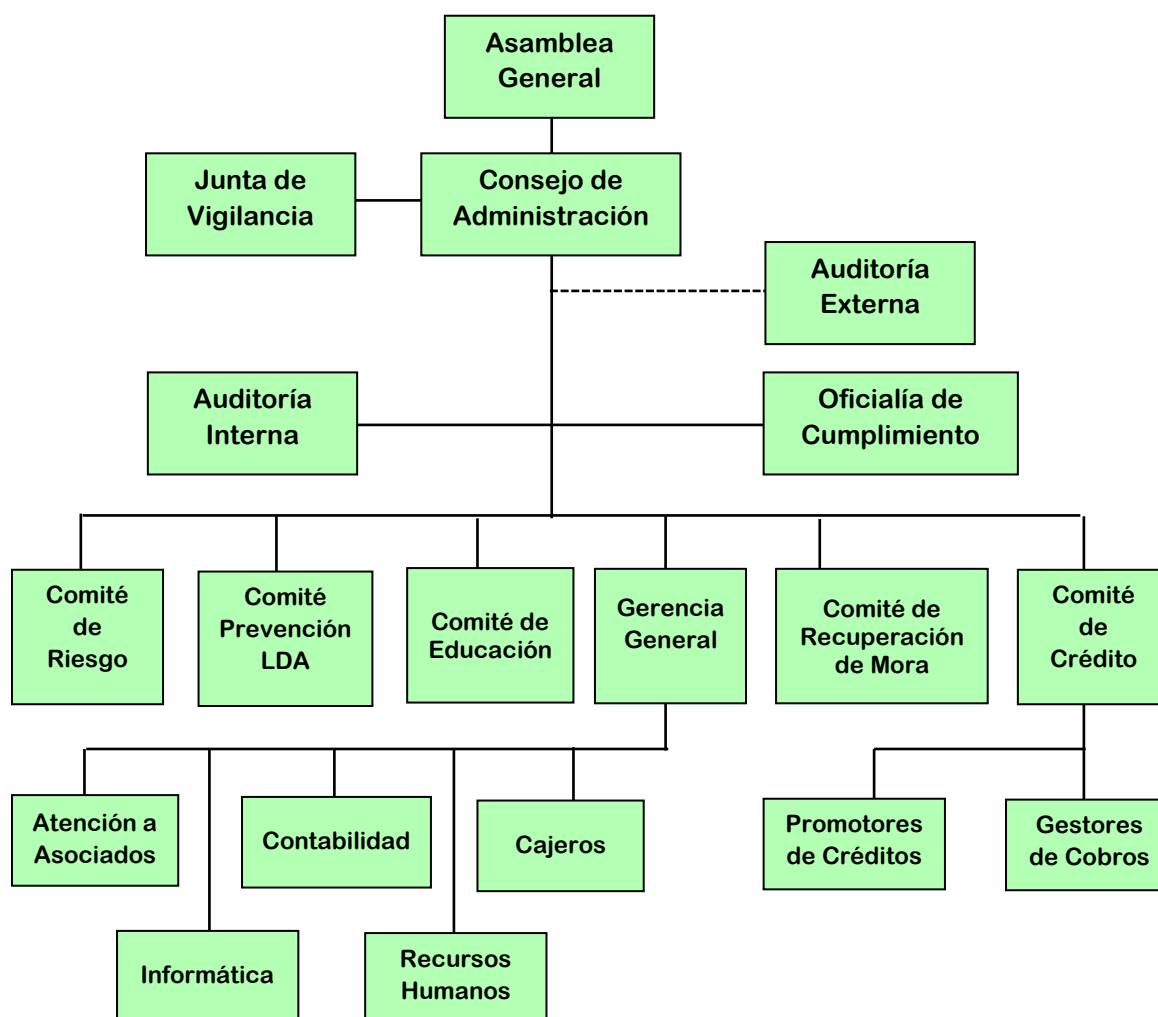 Asamblea
General
Junta de
Vigilancia
Consejo de
Administración
Auditoría
Externa
Auditoría
Interna
Oficialía de
Cumplimiento
Comité
de
Riesgo
Comité
Prevención
LDA
Comité de
Educación
Gerencia
General
Comité de
Recuperación
de Mora
Comité
de
Crédito
Atención a
Asociados
Contabilidad
Cajeros
Promotores
de Créditos
Gestores
de Cobros
Informática
Recursos
Humanos